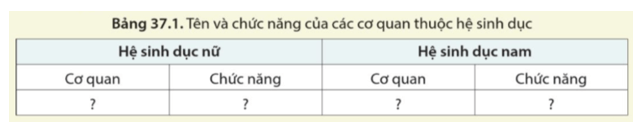 Bảng 37.1. Tên và chức năng của các cơ quan thuộc hệ sinh dục
Hệ sinh dục nữ Hệ sinh dục nam
Cơ quan Chức năng Cơ quan Chức năng
? ? ? ?